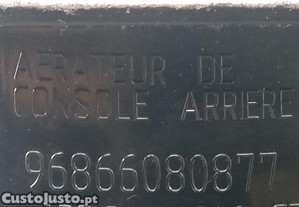 AERATEUR DE
CONSOLE ARRIERE
96866080877
CustoJusto.pt